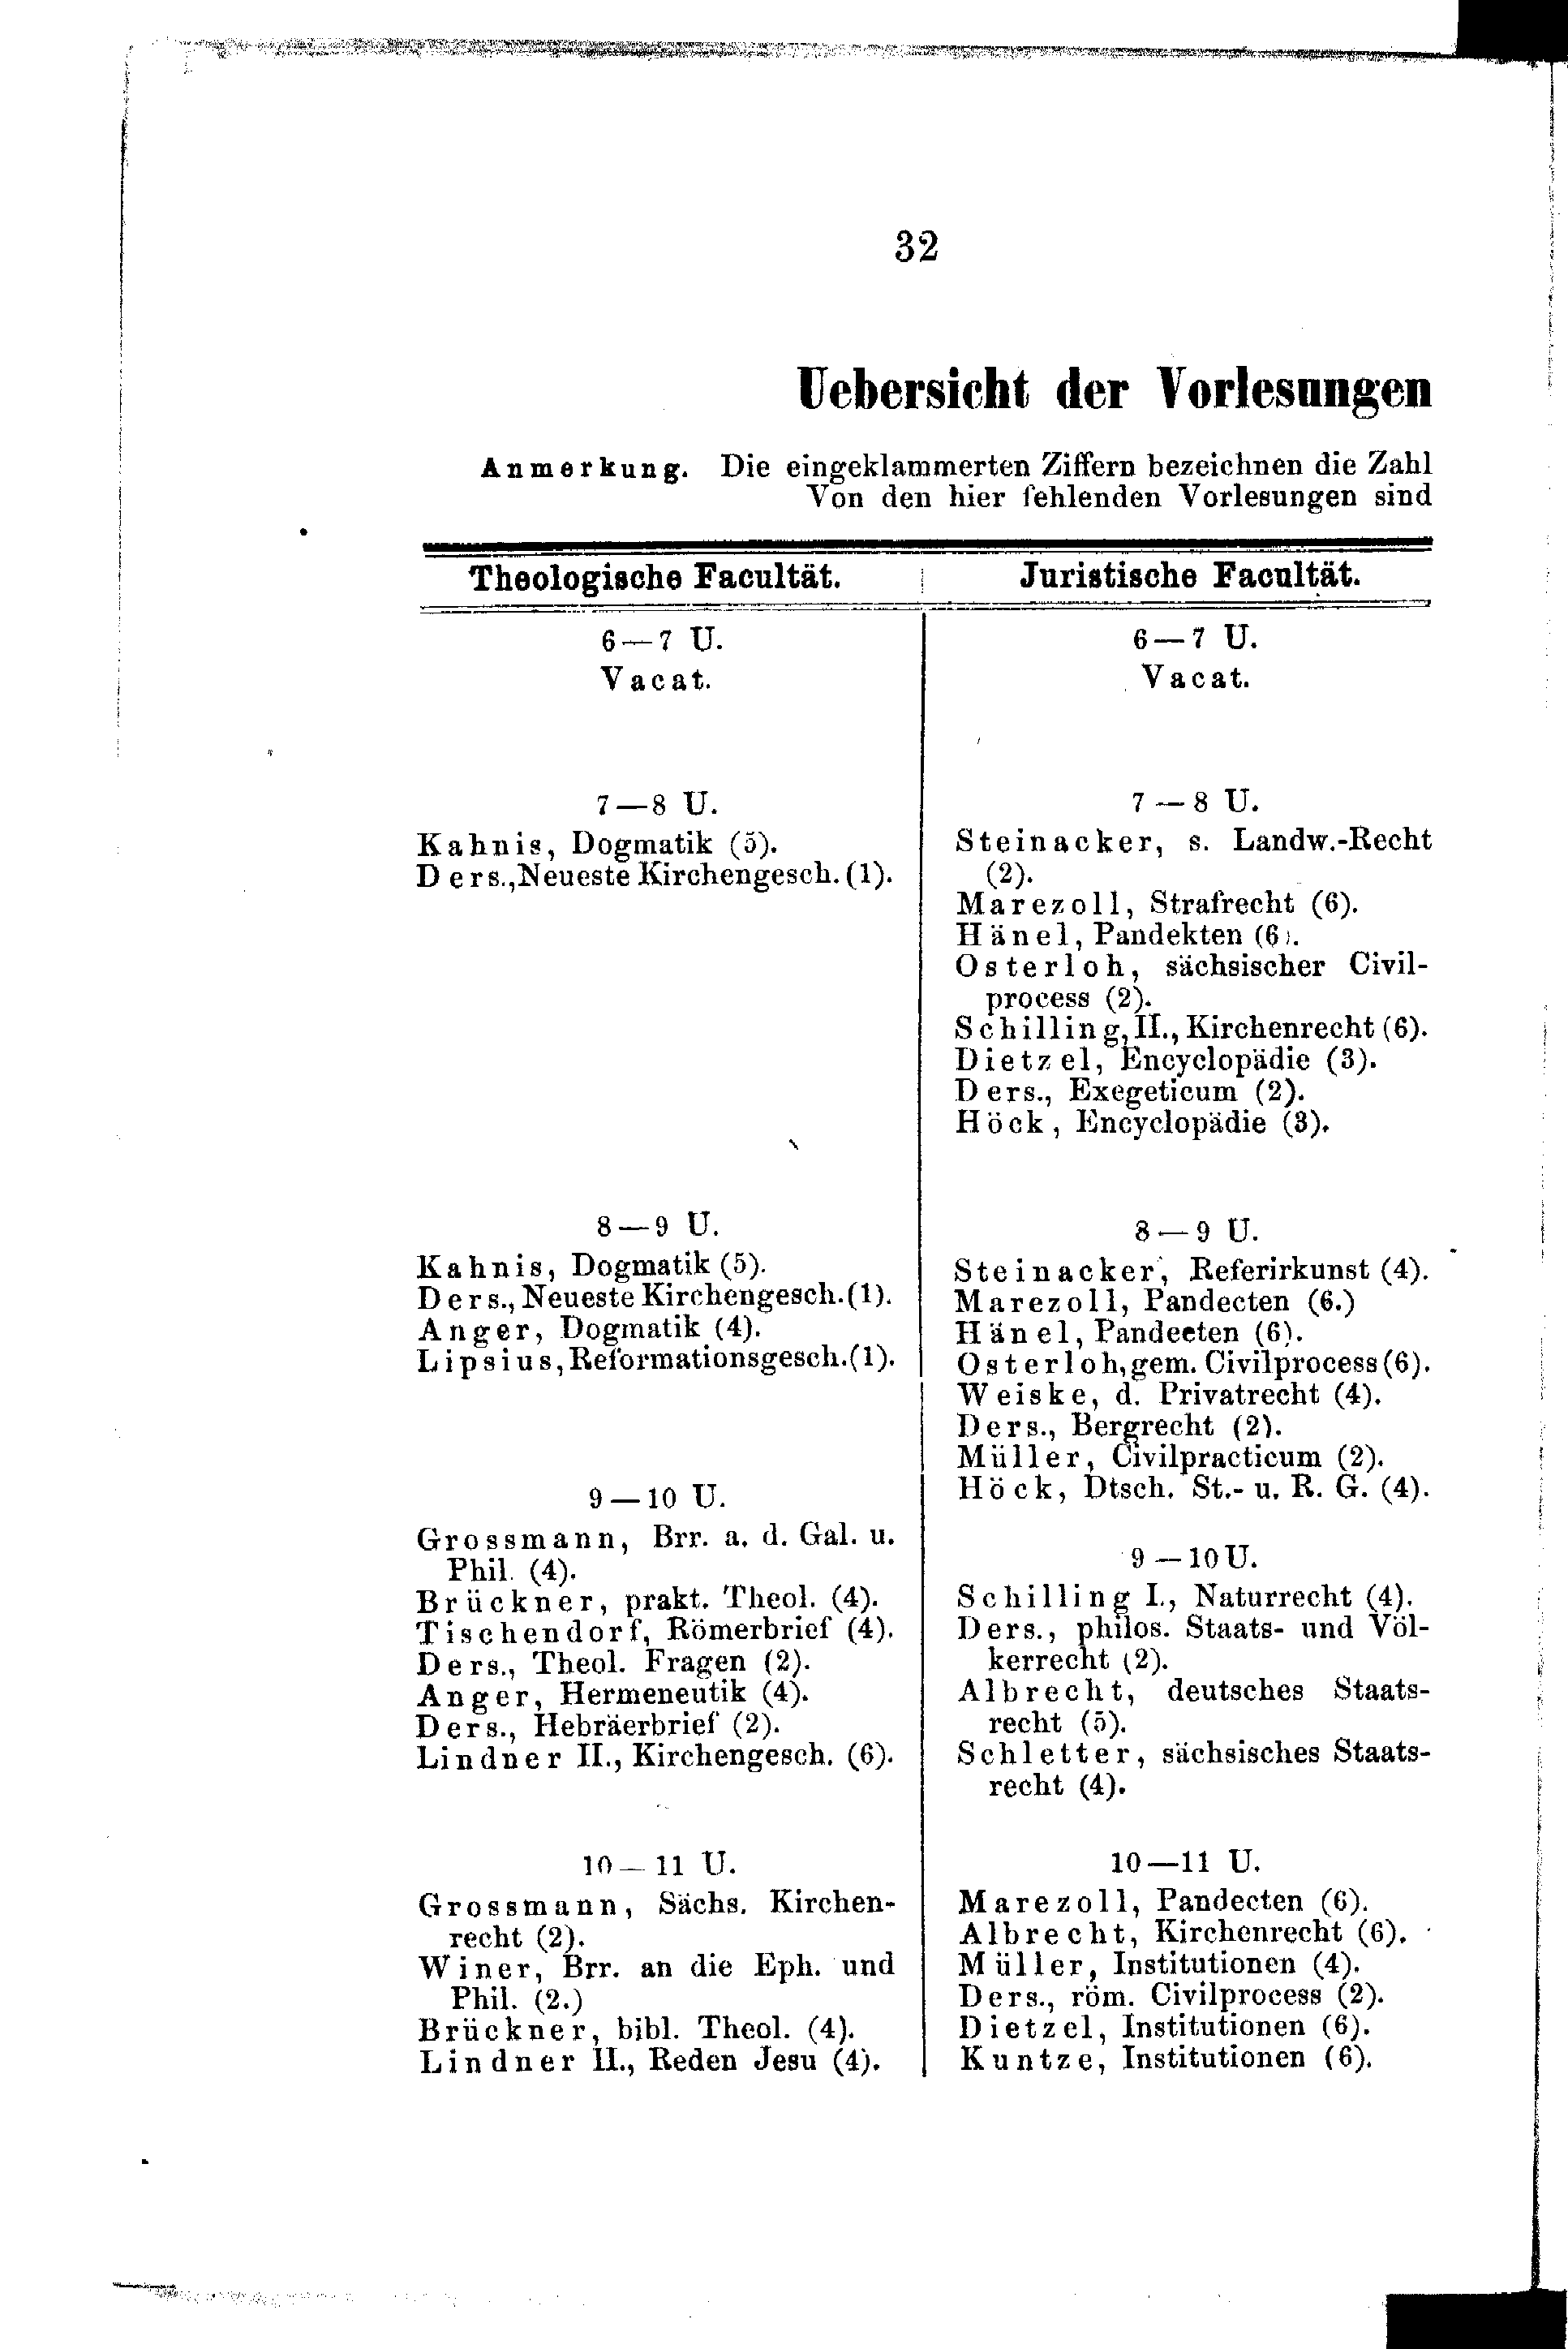 32
Uebersicht der Vorlesungen
Anmerkung. Die eingeklammerten Ziffern bezeichnen die Zahl
Von den hier fehlenden Vorlesungen sind
Theologische Facultät.
6—7 U.
Vacat.
7—8 U.
Kahnis, Dogmatik (5).
Ders., Neueste Kirchengesch. (1).
8—9 U.
Kahnis, Dogmatik (5).
Ders., Neueste Kirchengesch. (1).
Anger, Dogmatik (4).
Lipsius, Reformationsgesch. (1).
9—10 U.
Grossmann, Brr. a. d. Gal. u.
Phil. (4).
Brückner, prakt. Theol. (4).
Tischendorf, Römerbrief (4).
Ders., Theol. Fragen (2).
Anger, Hermeneutik (4).
Ders., Hebräerbrief (2).
Lindner II., Kirchengesch. (6).
10—11 U.
Grossmann, Sächs. Kirchen-
recht (2).
Winer, Brr. an die Eph. und
Phil. (2.)
Brückner, bibl. Theol. (4).
Lindner II., Reden Jesu (4).
Juristische Facultät.
6—7 U.
Vacat.
7—8 U.
Steinacker, s. Landw.-Recht
(2).
Marezoll, Strafrecht (6).
Hänel, Pandekten (6).
Osterloh, sächsischer Civil-
process (2).
Schilling, II., Kirchenrecht (6).
Dietzel, Encyclopädie (3).
Ders., Exegeticum (2).
Höck, Encyclopädie (3).
8—9 U.
Steinacker, Referirkunst (4).
Marezoll, Pandecten (6.)
Hänel, Pandecten (6).
Osterloh, gem. Civilprocess (6).
Weiske, d. Privatrecht (4).
Ders., Bergrecht (2).
Müller, Civilpracticum (2).
Höck, Dtsch. St.- u. R. G. (4).
9—10 U.
Schilling I., Naturrecht (4).
Ders., philos. Staats- und Völ-
kerrecht (2).
Albrecht, deutsches Staats-
recht (5).
Schletter, sächsisches Staats-
recht (4).
10—11 U.
Marezoll, Pandecten (6).
Albrecht, Kirchenrecht (6).
Müller, Institutionen (4).
Ders., röm. Civilprocess (2).
Dietzel, Institutionen (6).
Kuntze, Institutionen (6).